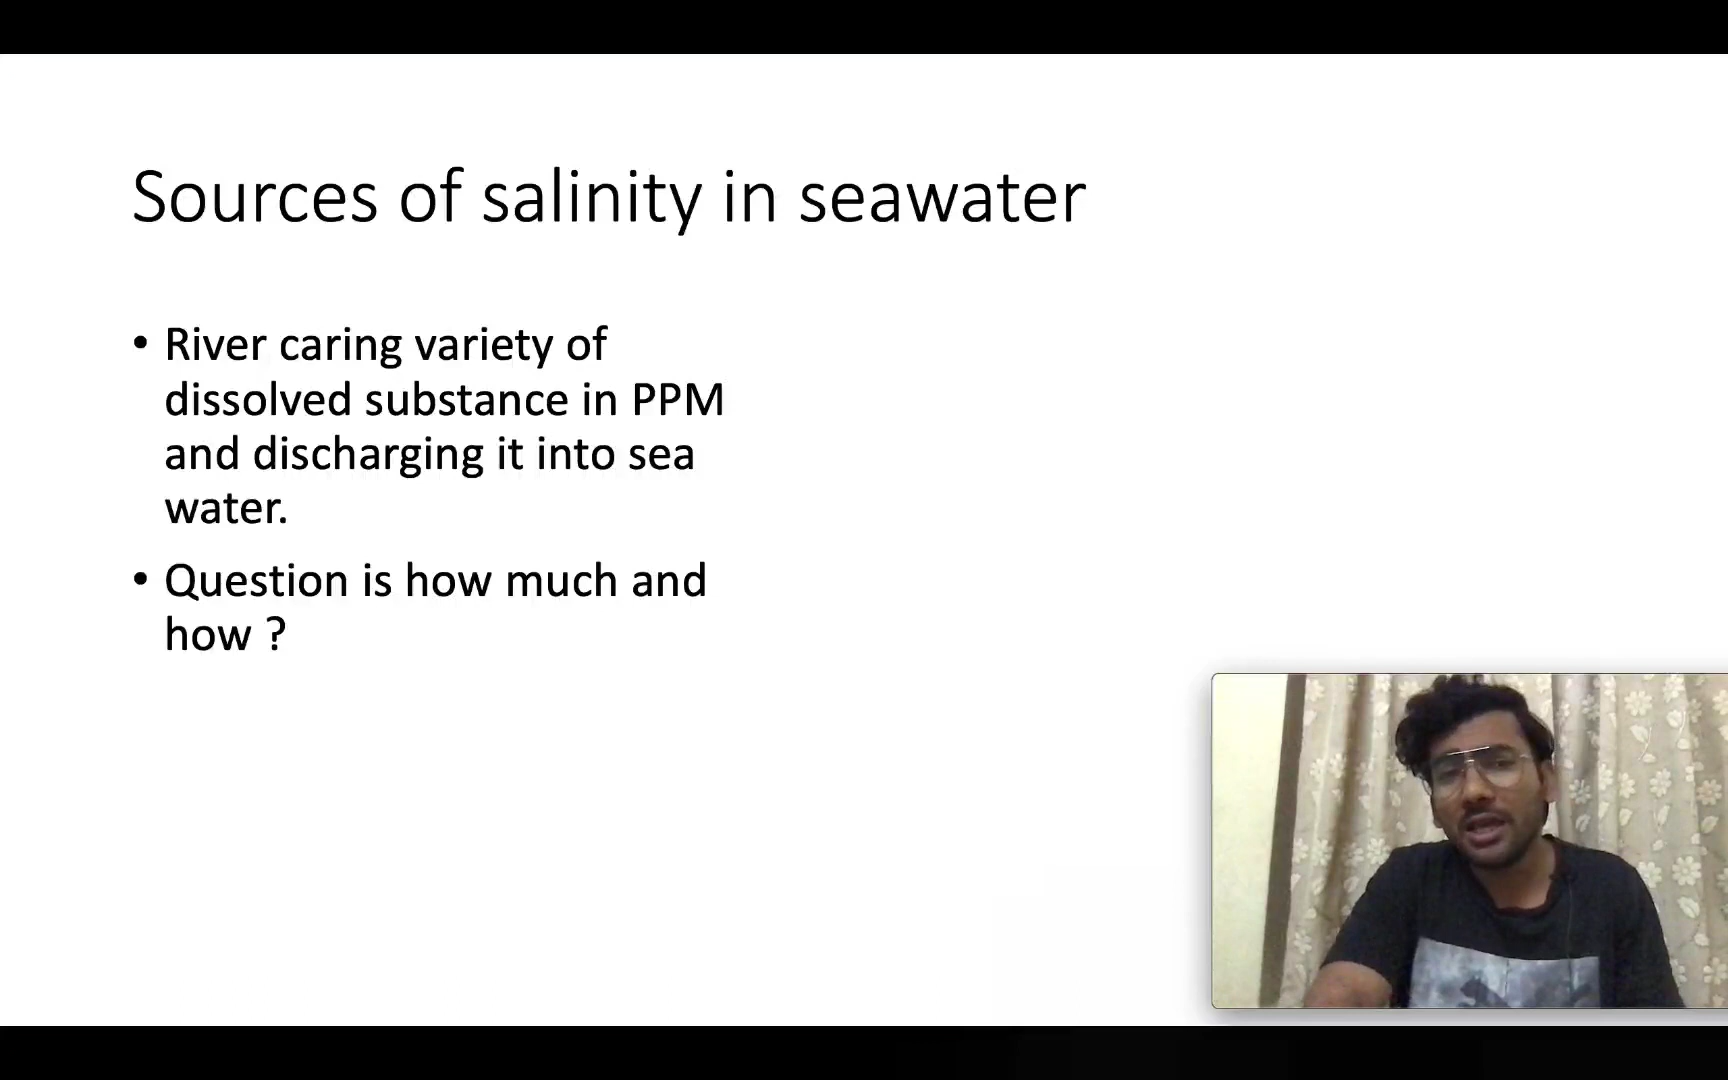 Sources of salinity in seawater
• River caring variety of
dissolved substance in PPM
and discharging it into sea
water.
• Question is how much and
how ?